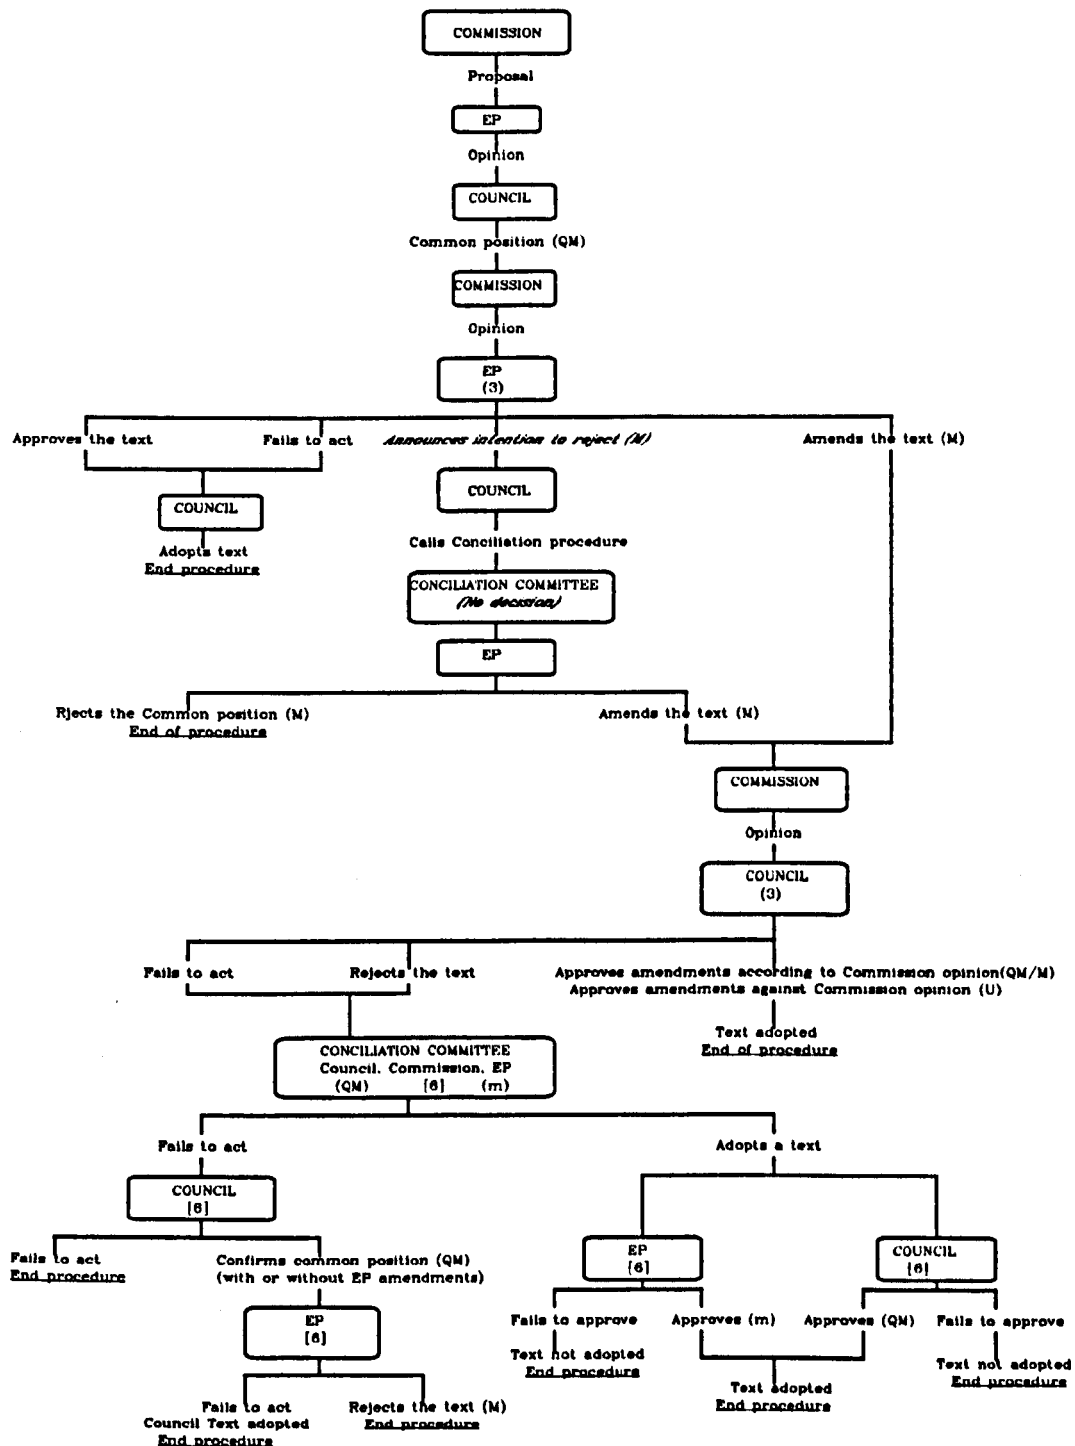 COMMISSION
Proposal
EP
Opinion
COUNCIL
Common position (QM)
COMMISSION
Opinion
EP
(3)
Approves the text Fails to act Announces intention to reject (M) Amends the text (M)
COUNCIL
COUNCIL
Adopts text
End procedure
Calls Conciliation procedure
CONCILIATION COMMITTEE
(No decision)
EP
Rjects the Common position (M) Amends the text (M)
End of procedure
COMMISSION
Opinion
COUNCIL
(3)
Fails to act Rejects the text Approves amendments according to Commission opinion(QM/M)
Approves amendments against Commission opinion (U)
Text adopted
End of procedure
CONCILIATION COMMITTEE
Council, Commission, EP
(QM) [6] (m)
Fails to act Adopts a text
COUNCIL
[6]
Fails to act
End procedure
Confirms common position (QM)
(with or without EP amendments)
EP
[6]
COUNCIL
[6]
EP
[6]
Fails to approve Approves (m) Approves (QM) Fails to approve
Text not adopted
End procedure
Text adopted
End procedure
Text not adopted
End procedure
Fails to act
Council Text adopted
End procedure
Rejects the text (M)
End procedure